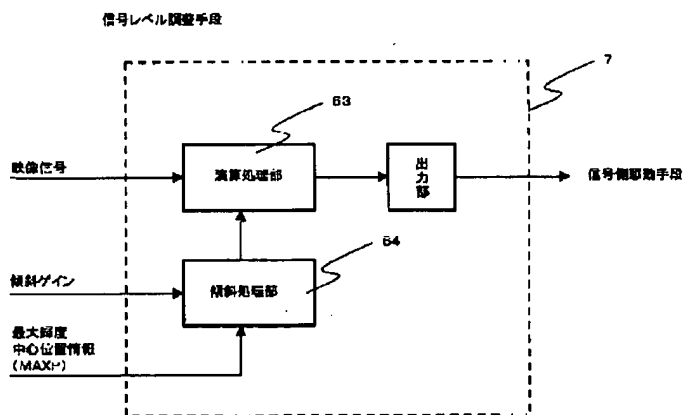 信号レベル調整手段
7
63
映像信号
演算処理部
出力部
信号側駆動手段
64
傾斜ゲイン
傾斜処理部
最大輝度
中心位置情報
(MAXP)